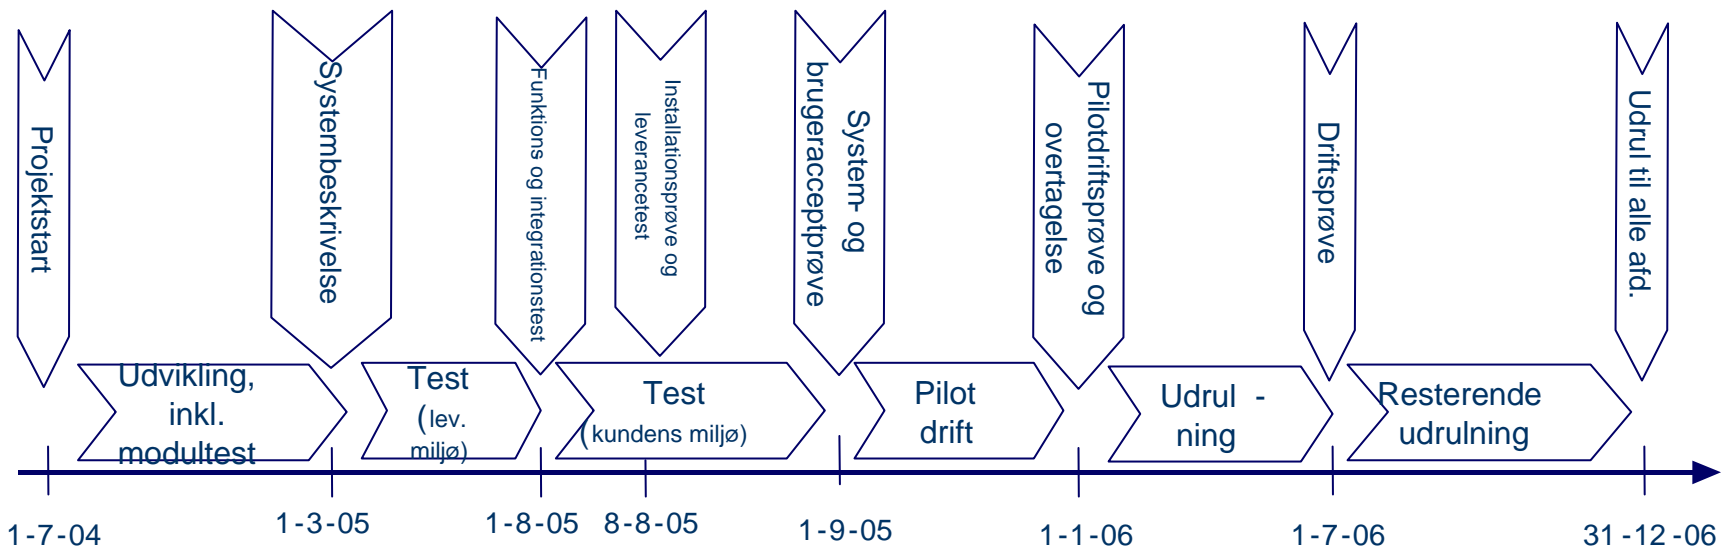 Projektstart
Systembeskrivelse
Funktions og integrationstest
Installationsprøve og
leverancetest
System- og
brugeracceptprøve
Pilotdriftsprøve og
overtagelse
Driftsprøve
Udrul til alle afd.
Udvikling,
inkl.
modultest
Test
(lev.
miljø)
Test
(kundens miljø)
Pilot
drift
Udrul -
ning
Resterende
udrulning
1-7-04
1-3-05
1-8-05
8-8-05
1-9-05
1-1-06
1-7-06
31-12-06